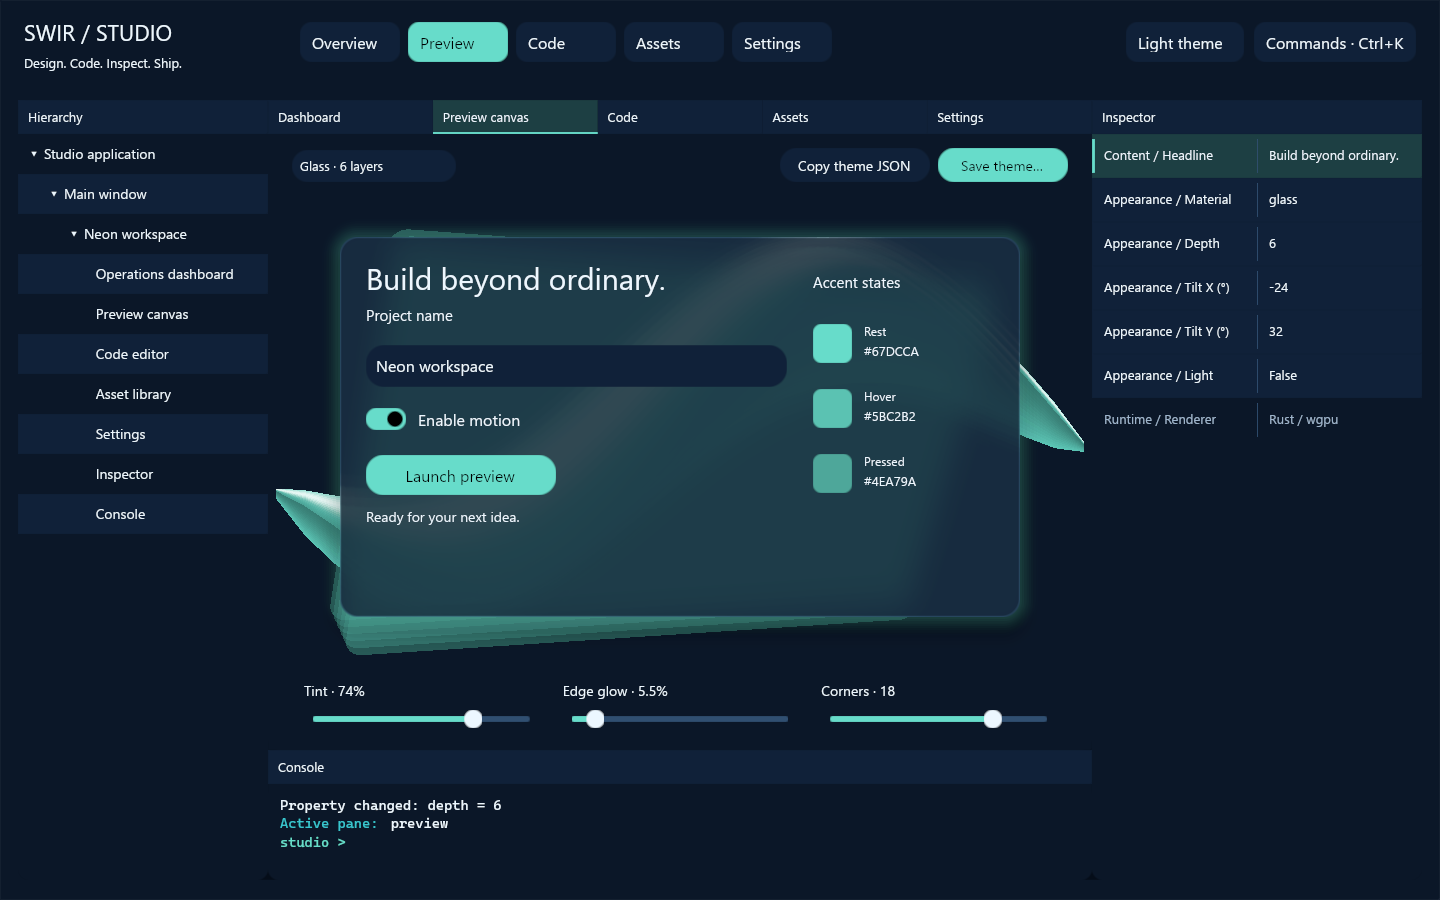 SWIR / STUDIO
Design. Code. Inspect. Ship.
Overview
Preview
Code
Assets
Settings
Light theme
Commands · Ctrl+K
Hierarchy
Studio application
Main window
Neon workspace
Operations dashboard
Preview canvas
Code editor
Asset library
Settings
Inspector
Console
Dashboard
Preview canvas
Code
Assets
Settings
Glass · 6 layers
Copy theme JSON
Save theme...
Build beyond ordinary.
Project name
Neon workspace
Enable motion
Launch preview
Ready for your next idea.
Accent states
Rest
#67DCCA
Hover
#5BC2B2
Pressed
#4EA79A
Tint · 74%
Edge glow · 5.5%
Corners · 18
Console
Property changed: depth = 6
Active pane: preview
studio >
Inspector
Content / Headline Build beyond ordinary.
Appearance / Material glass
Appearance / Depth 6
Appearance / Tilt X (°) -24
Appearance / Tilt Y (°) 32
Appearance / Light False
Runtime / Renderer Rust / wgpu